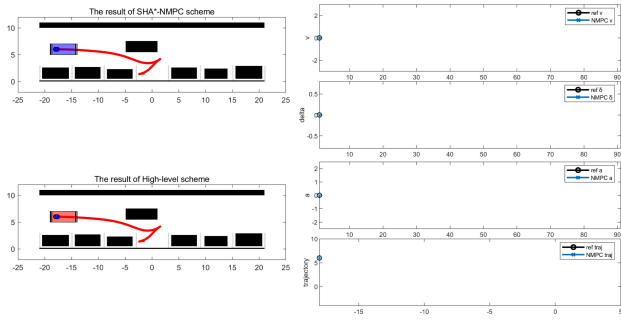 The result of SHA*-NMPC scheme
10
5
0
-25 -20 -15 -10 -5 0 5 10 15 20 25
The result of High-level scheme
10
5
0
-25 -20 -15 -10 -5 0 5 10 15 20 25
v
2
0
-2
10 20 30 40 50 60 70 80 90
ref v
NMPC v
delta
0.5
0
-0.5
10 20 30 40 50 60 70 80 90
ref δ
NMPC δ
a
2
1
0
-1
-2
10 20 30 40 50 60 70 80 90
ref a
NMPC a
trajectory
10
5
0
-15 -10 -5 0 5
ref traj
NMPC traj